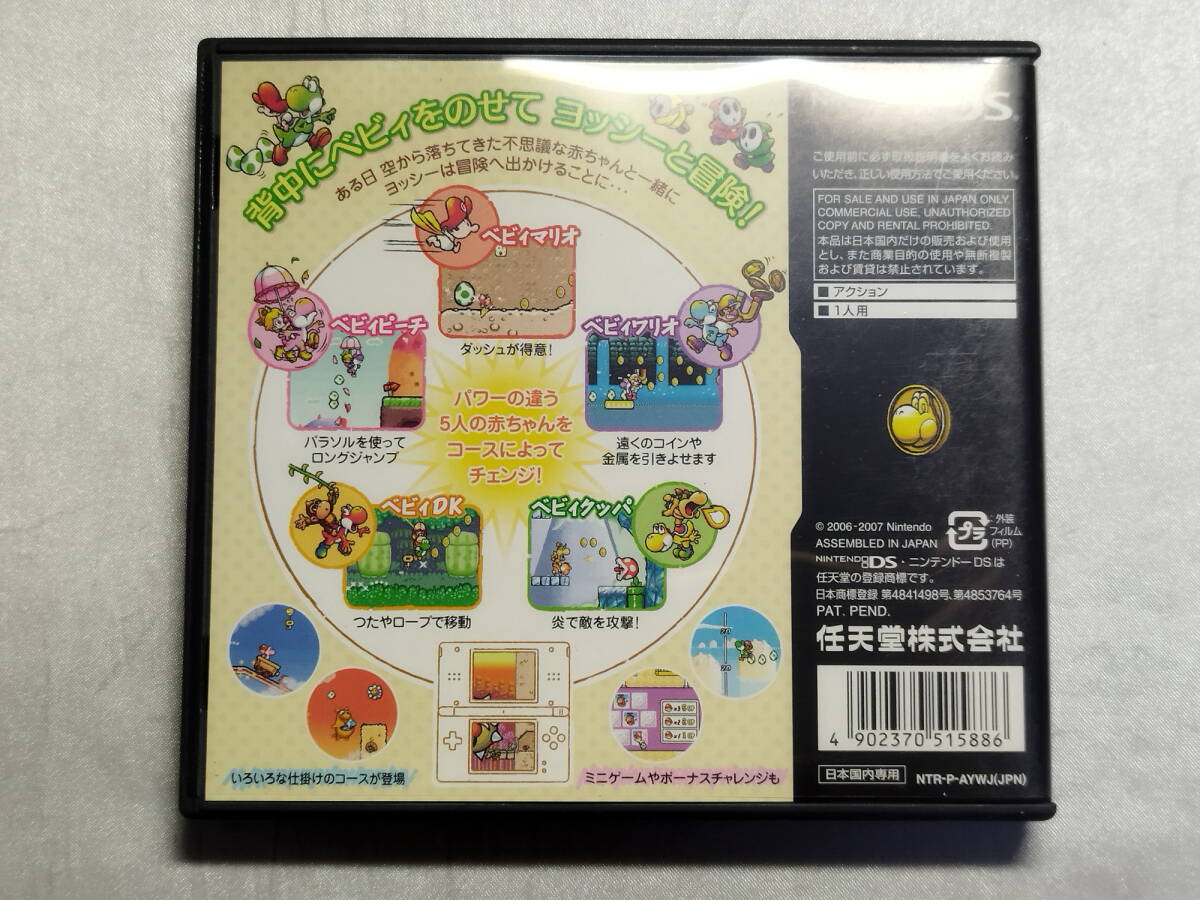 背中にベビィをのせて ヨッシーと冒険!
ある日 空から落ちてきた不思議な赤ちゃんと一緒に
ヨッシーは冒険へ出かけることに・・・
ベビィマリオ
ダッシュが得意!
ベビィピーチ
パラソルを使って
ロングジャンプ
ベビィワリオ
遠くのコインや
金属を引きよせます
パワーの違う
5人の赤ちゃんを
コースによって
チェンジ!
ベビィDK
つたやロープで移動
ベビィクッパ
炎で敵を攻撃!
いろいろな仕掛けのコースが登場
ミニゲームやボーナスチャレンジも
DS
ご使用前に必ず取扱説明書をよくお読み
いただき、正しい使用方法でご愛用ください。
FOR SALE AND USE IN JAPAN ONLY
COMMERCIAL USE, UNAUTHORIZED
COPY AND RENTAL PROHIBITED.
本品は日本国内だけの販売および使用
とし、また商業目的の使用や無断複製
および賃貸は禁止されています。
■ アクション
■ 1人用
© 2006-2007 Nintendo
ASSEMBLED IN JAPAN
プラ
外装
フィルム
(PP)
NINTENDO DS・ニンテンドーDSは
任天堂の登録商標です。
日本商標登録 第4841498号、第4853764号
PAT. PEND.
任天堂株式会社
4 902370 515886
日本国内専用
NTR-P-AYWJ(JPN)